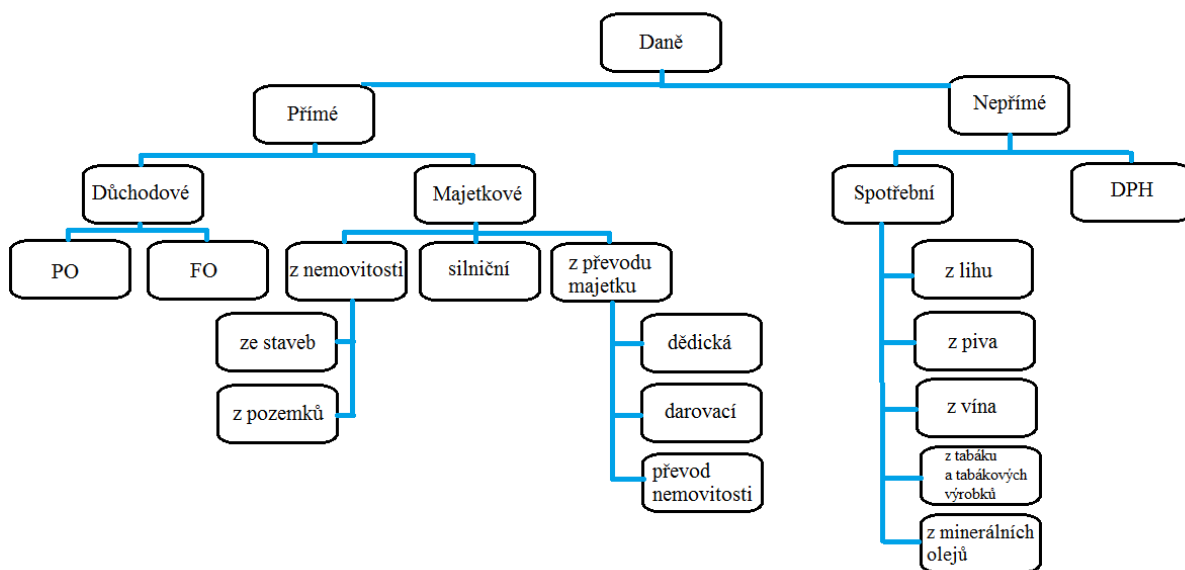 Daně
Přímé
Nepřímé
Důchodové
Majetkové
Spotřební
DPH
PO
FO
z nemovitosti
silniční
z převodu
majetku
z lihu
ze staveb
dědická
z piva
z pozemků
darovací
z vína
převod
nemovitosti
z tabáku
a tabákových
výrobků
z minerálních
olejů